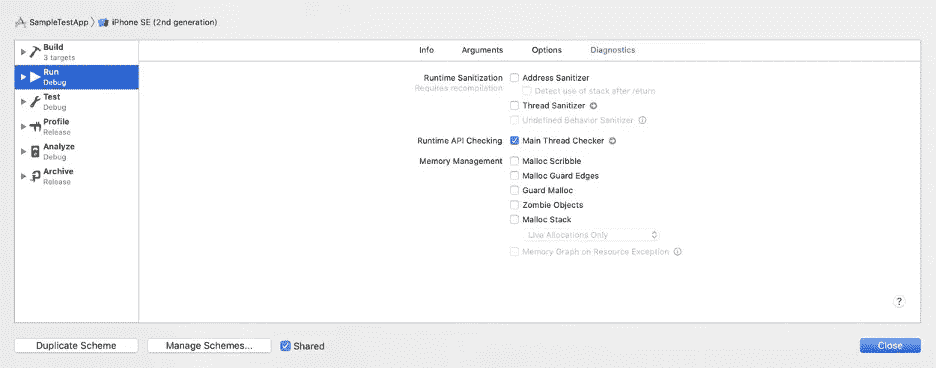 SampleTestApp
iPhone SE (2nd generation)
Build
3 targets
Run
Debug
Test
Debug
Profile
Release
Analyze
Debug
Archive
Release
Info
Arguments
Options
Diagnostics
Runtime Sanitization
Requires recompilation
Address Sanitizer
Detect use of stack after return
Thread Sanitizer
Undefined Behavior Sanitizer
Runtime API Checking
Main Thread Checker
Memory Management
Malloc Scribble
Malloc Guard Edges
Guard Malloc
Zombie Objects
Malloc Stack
Live Allocations Only
Memory Graph on Resource Exception
?
Duplicate Scheme
Manage Schemes...
Shared
Close